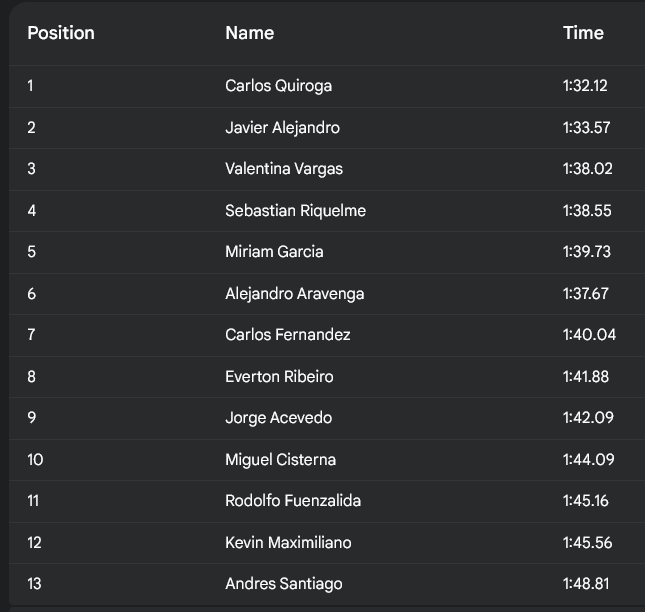 Position Name Time
1 Carlos Quiroga 1:32.12
2 Javier Alejandro 1:33.57
3 Valentina Vargas 1:38.02
4 Sebastian Riquelme 1:38.55
5 Miriam Garcia 1:39.73
6 Alejandro Aravenga 1:37.67
7 Carlos Fernandez 1:40.04
8 Everton Ribeiro 1:41.88
9 Jorge Acevedo 1:42.09
10 Miguel Cisterna 1:44.09
11 Rodolfo Fuenzalida 1:45.16
12 Kevin Maximiliano 1:45.56
13 Andres Santiago 1:48.81